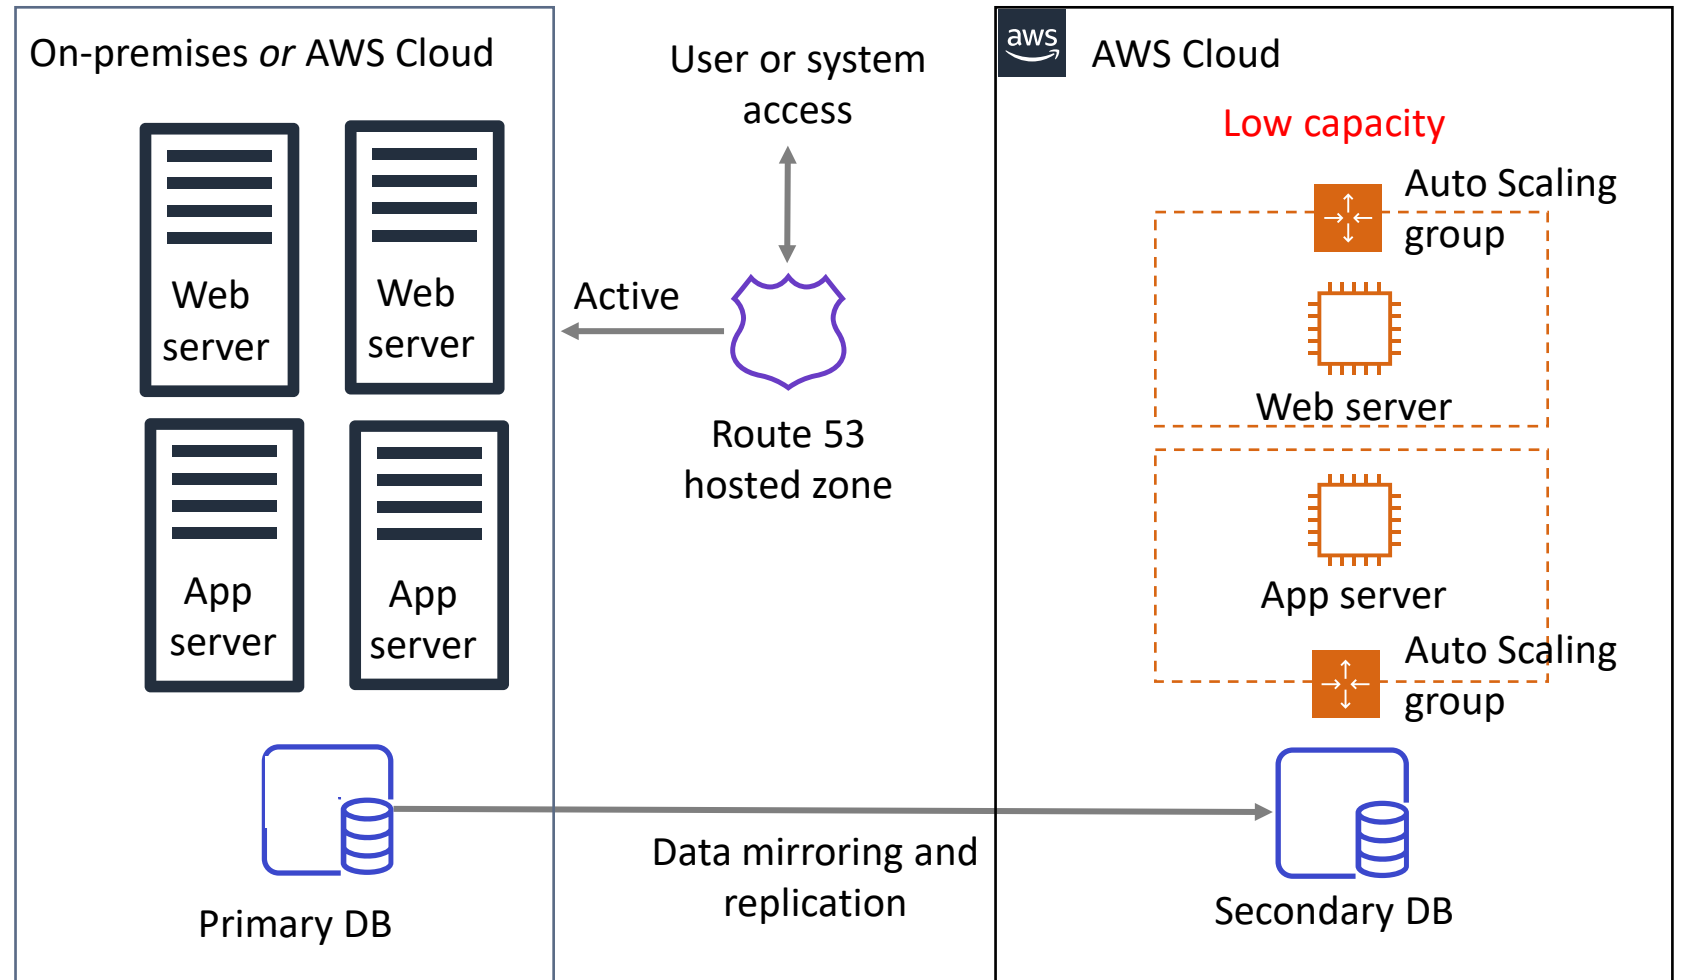 On-premises or AWS Cloud
Web
server
Web
server
App
server
App
server
Primary DB
User or system
access
Active
Route 53
hosted zone
Data mirroring and
replication
aws
AWS Cloud
Low capacity
Auto Scaling
group
Web server
App server
Auto Scaling
group
Secondary DB